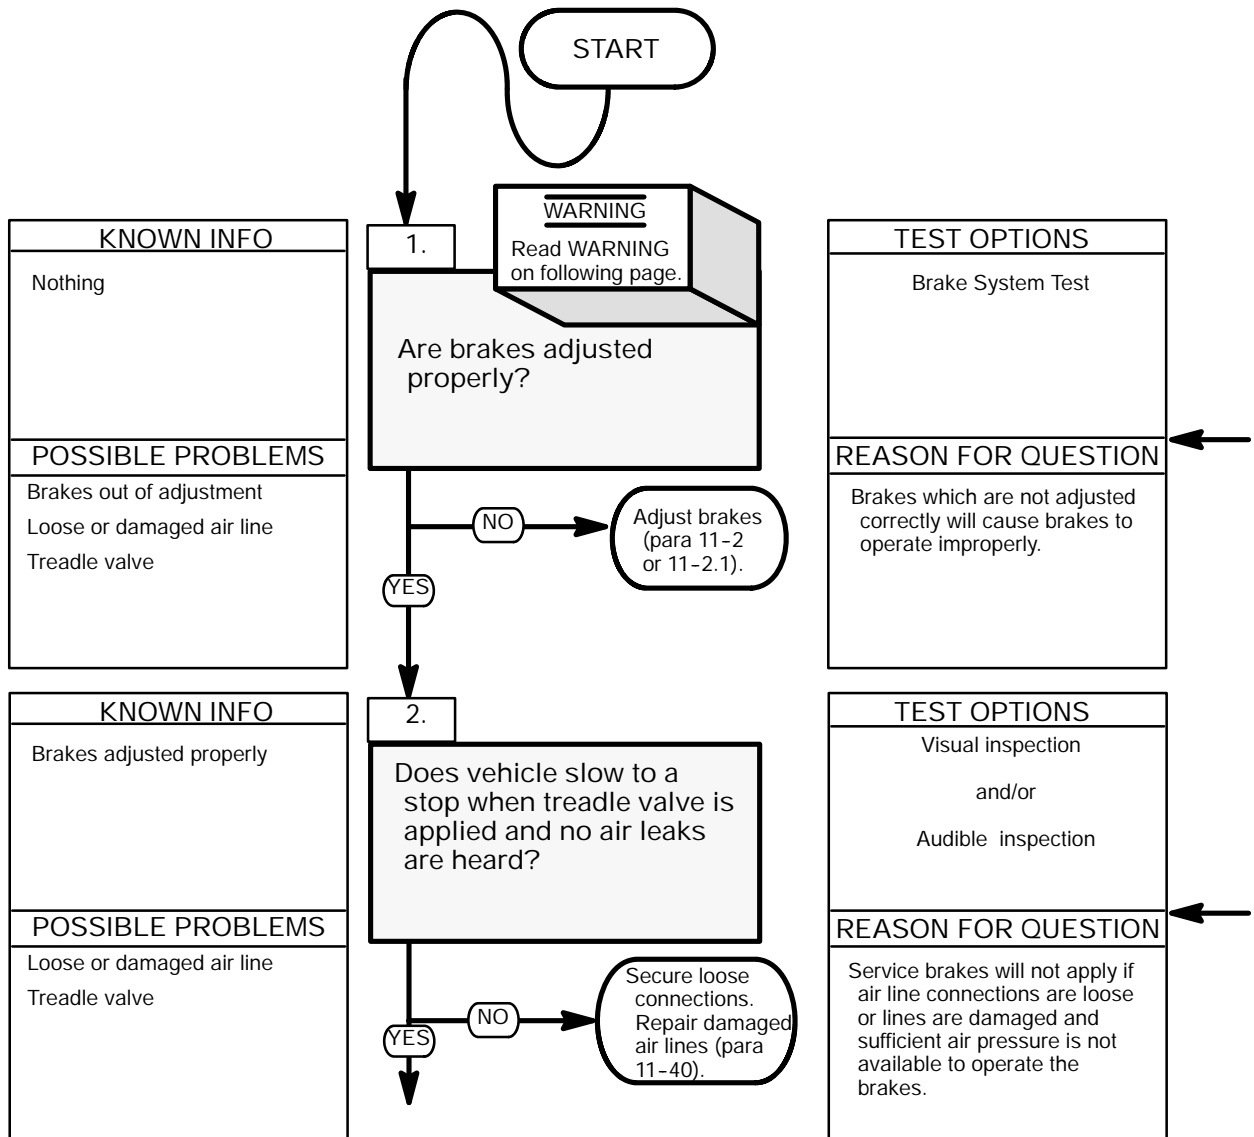 START
WARNING
Read WARNING
on following page.
KNOWN INFO
Nothing
POSSIBLE PROBLEMS
Brakes out of adjustment
Loose or damaged air line
Treadle valve
1.
Are brakes adjusted
properly?
NO
Adjust brakes
(para 11-2
or 11-2.1).
YES
TEST OPTIONS
Brake System Test
REASON FOR QUESTION
Brakes which are not adjusted
correctly will cause brakes to
operate improperly.
KNOWN INFO
Brakes adjusted properly
POSSIBLE PROBLEMS
Loose or damaged air line
Treadle valve
2.
Does vehicle slow to a
stop when treadle valve is
applied and no air leaks
are heard?
NO
Secure loose
connections.
Repair damaged
air lines (para
11-40).
YES
TEST OPTIONS
Visual inspection
and/or
Audible inspection
REASON FOR QUESTION
Service brakes will not apply if
air line connections are loose
or lines are damaged and
sufficient air pressure is not
available to operate the
brakes.